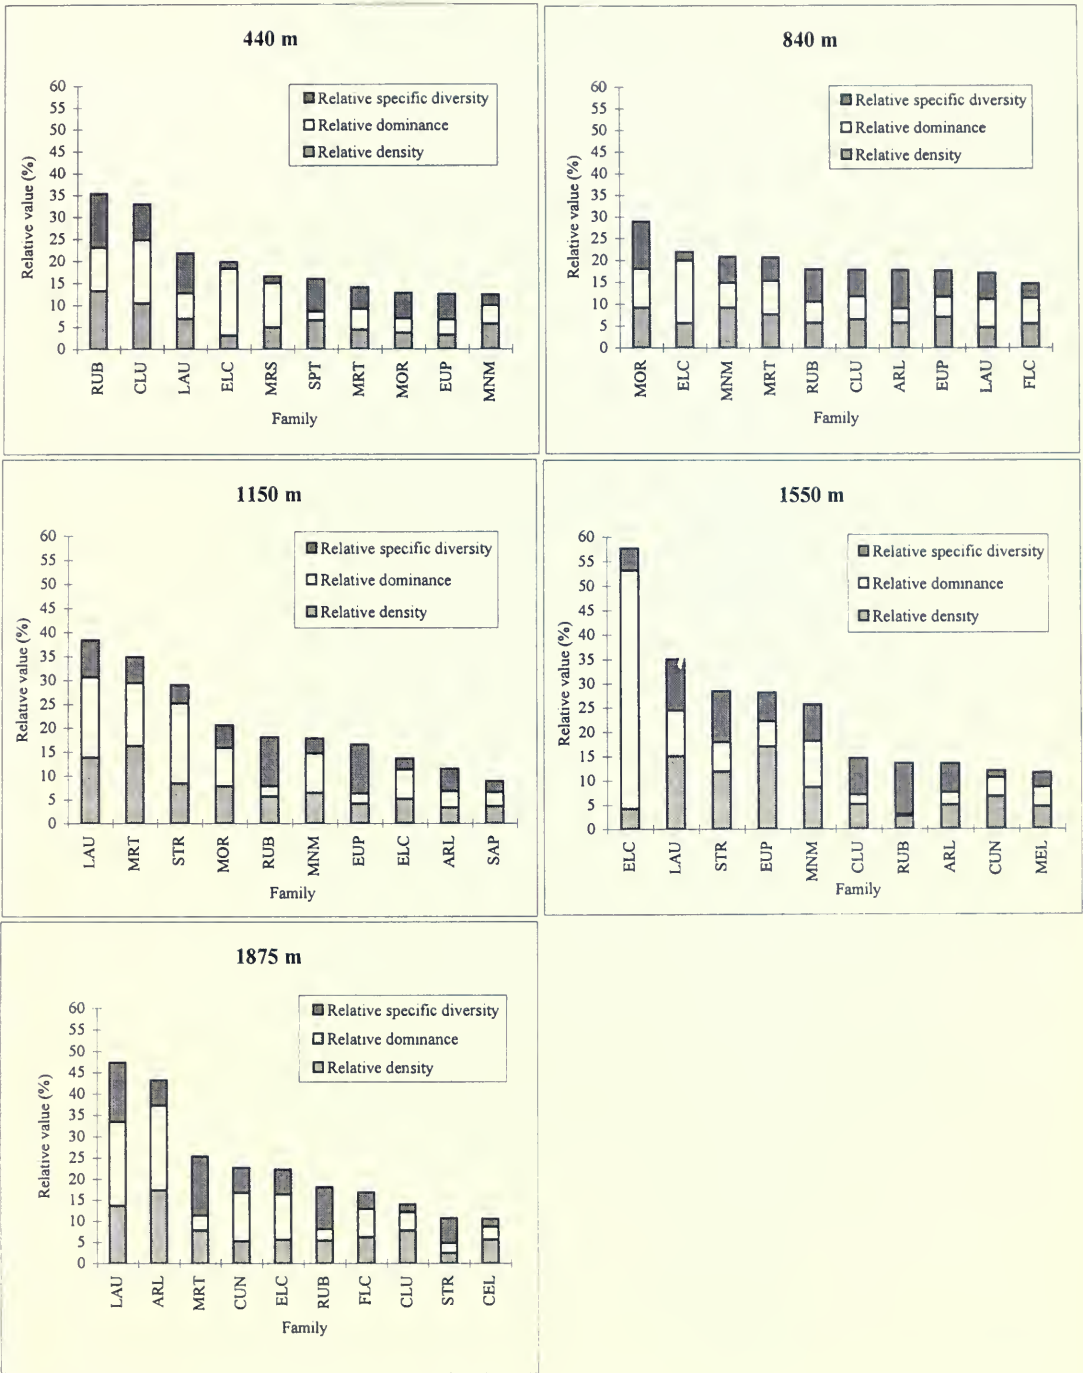 440 m
Relative specific diversity
Relative dominance
Relative density
Relative value (%)
60
55
50
45
40
35
30
25
20
15
10
5
0
RUB CLU LAU ELC MRS SPT MRT MOR EUP MNM
Family
840 m
Relative specific diversity
Relative dominance
Relative density
Relative value (%)
60
55
50
45
40
35
30
25
20
15
10
5
0
MOR ELC MNM MRT RUB CLU ARL EUP LAU FLC
Family
1150 m
Relative specific diversity
Relative dominance
Relative density
Relative value (%)
60
55
50
45
40
35
30
25
20
15
10
5
0
LAU MRT STR MOR RUB MNM EUP ELC ARL SAP
Family
1550 m
Relative specific diversity
Relative dominance
Relative density
Relative value (%)
60
55
50
45
40
35
30
25
20
15
10
5
0
ELC LAU STR EUP MNM CLU RUB ARL CUN MEL
Family
1875 m
Relative specific diversity
Relative dominance
Relative density
Relative value (%)
60
55
50
45
40
35
30
25
20
15
10
5
0
LAU ARL MRT CUN ELC RUB FLC CLU STR CEL
Family